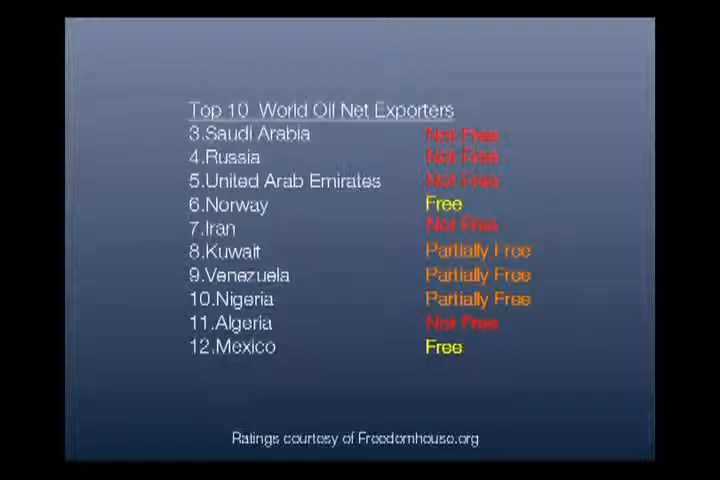 Top 10 World Oil Net Exporters
3.Saudi Arabia Not Free
4.Russia Not Free
5.United Arab Emirates Not Free
6.Norway Free
7.Iran Not Free
8.Kuwait Partially Free
9.Venezuela Partially Free
10.Nigeria Partially Free
11.Algeria Not Free
12.Mexico Free
Ratings courtesy of Freedomhouse.org